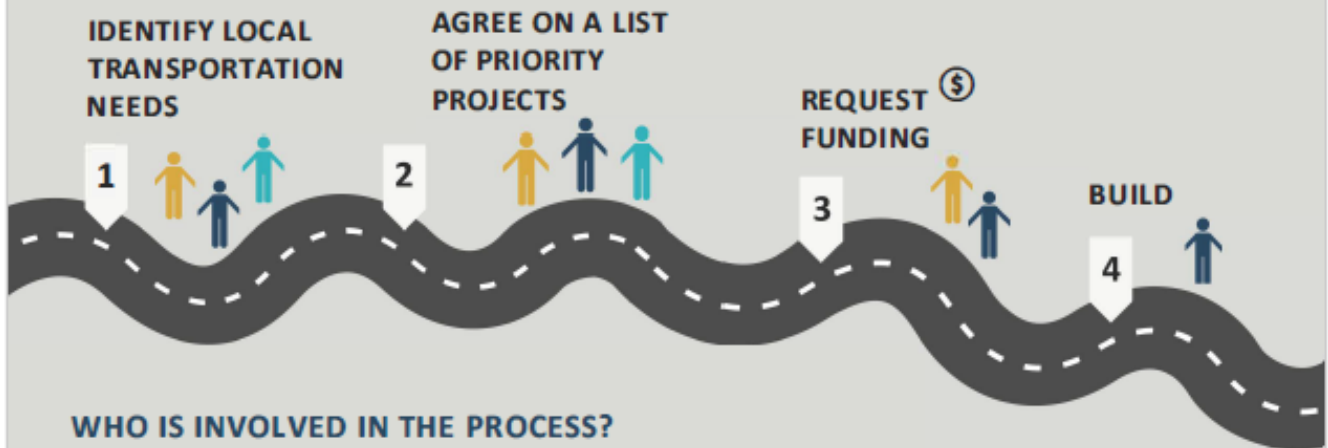 IDENTIFY LOCAL
TRANSPORTATION
NEEDS
AGREE ON A LIST
OF PRIORITY
PROJECTS
REQUEST $
FUNDING
BUILD
1
2
3
4
WHO IS INVOLVED IN THE PROCESS?